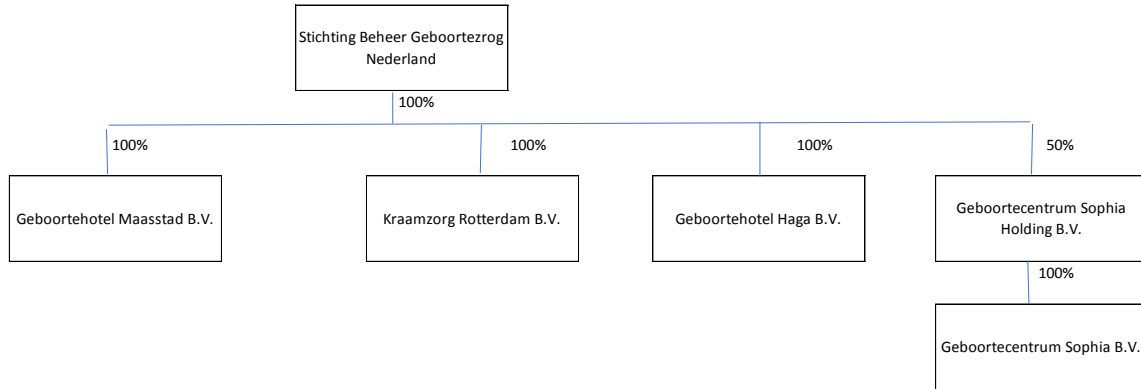 Stichting Beheer Geboortezrog
Nederland
100%
100%
100%
100%
50%
Geboortehotel Maasstad B.V.
Kraamzorg Rotterdam B.V.
Geboortehotel Haga B.V.
Geboortecentrum Sophia
Holding B.V.
100%
Geboortecentrum Sophia B.V.